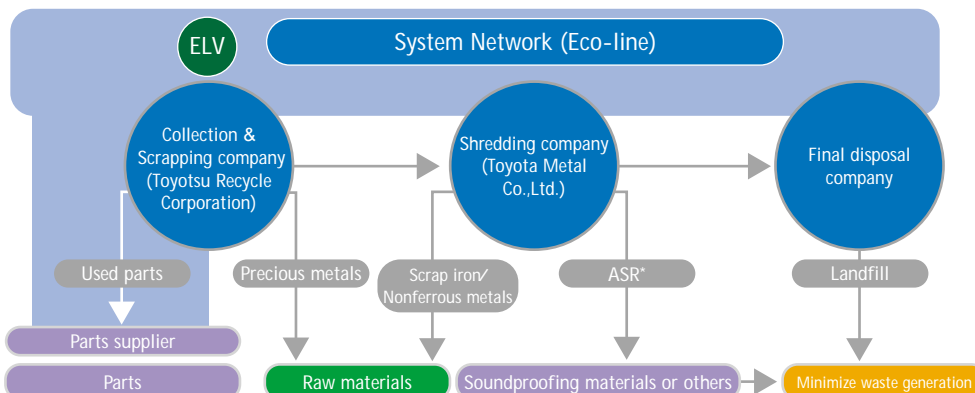 ELV
System Network (Eco-line)
Collection &
Scrapping company
(Toyotsu Recycle
Corporation)
Shredding company
(Toyota Metal
Co.,Ltd.)
Final disposal
company
Used parts
Precious metals
Scrap iron/
Nonferrous metals
ASR*
Landfill
Parts supplier
Parts
Raw materials
Soundproofing materials or others
Minimize waste generation